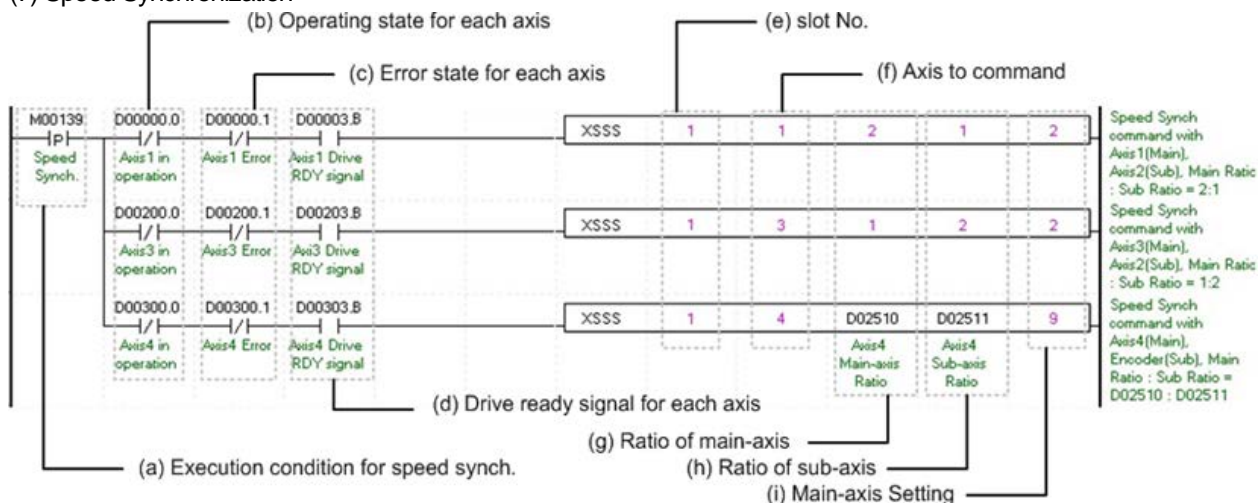 Speed Synchronization
(b) Operating state for each axis
(e) slot No.
(c) Error state for each axis
(f) Axis to command
M00139
D00000.0
D00000.1
D00003.B
P
XSSS
1
1
2
1
2
Speed
Synch.
Axis1 in
operation
Axis1 Error
Axis1 Drive
RDY signal
Speed Synch
command with
Axis1(Main),
Axis2(Sub), Main Ratio
: Sub Ratio = 2:1
D00200.0
D00200.1
D00203.B
XSSS
1
3
1
2
2
Axis3 in
operation
Axis3 Error
Axi3 Drive
RDY signal
Speed Synch
command with
Axis3(Main),
Axis2(Sub), Main Ratio
: Sub Ratio = 1:2
D00300.0
D00300.1
D00303.B
XSSS
1
4
D02510
D02511
9
Axis4 in
operation
Axis4 Error
Axis4 Drive
RDY signal
Axis4
Main-axis
Ratio
Axis4
Sub-axis
Ratio
Speed Synch
command with
Axis4(Main),
Encoder(Sub), Main
Ratio : Sub Ratio =
D02510 : D02511
(d) Drive ready signal for each axis
(g) Ratio of main-axis
(a) Execution condition for speed synch.
(h) Ratio of sub-axis
(i) Main-axis Setting